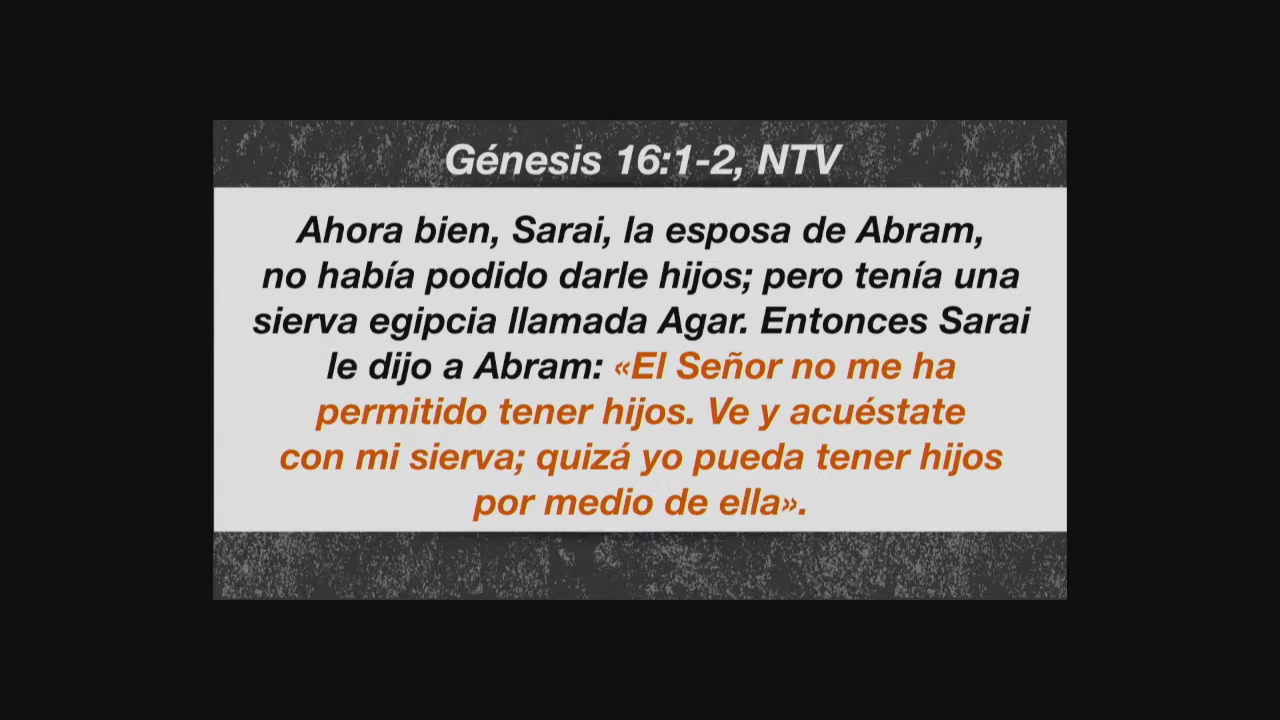 Génesis 16:1-2, NTV
Ahora bien, Sarai, la esposa de Abram,
no había podido darle hijos; pero tenía una
sierva egipcia llamada Agar. Entonces Sarai
le dijo a Abram: «El Señor no me ha
permitido tener hijos. Ve y acuéstate
con mi sierva; quizá yo pueda tener hijos
por medio de ella».